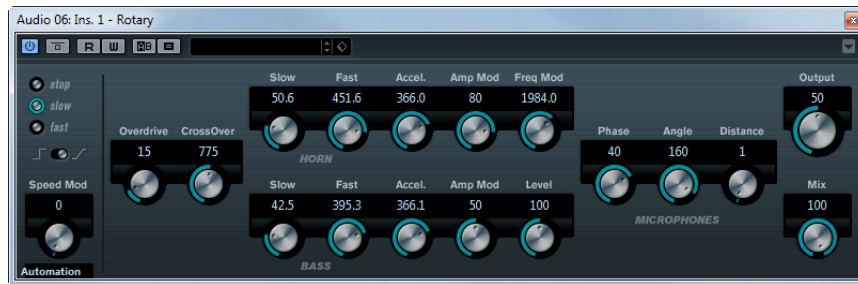 Audio 06: Ins. 1 - Rotary
R W AB
stop
slow
fast
Speed Mod
0
Automation
Overdrive CrossOver
15 775
Slow Fast Accel. Amp Mod Freq Mod
50.6 451.6 366.0 80 1984.0
HORN
Slow Fast Accel. Amp Mod Level
42.5 395.3 366.1 50 100
BASS
Phase Angle Distance
40 160 1
MICROPHONES
Output
50
Mix
100